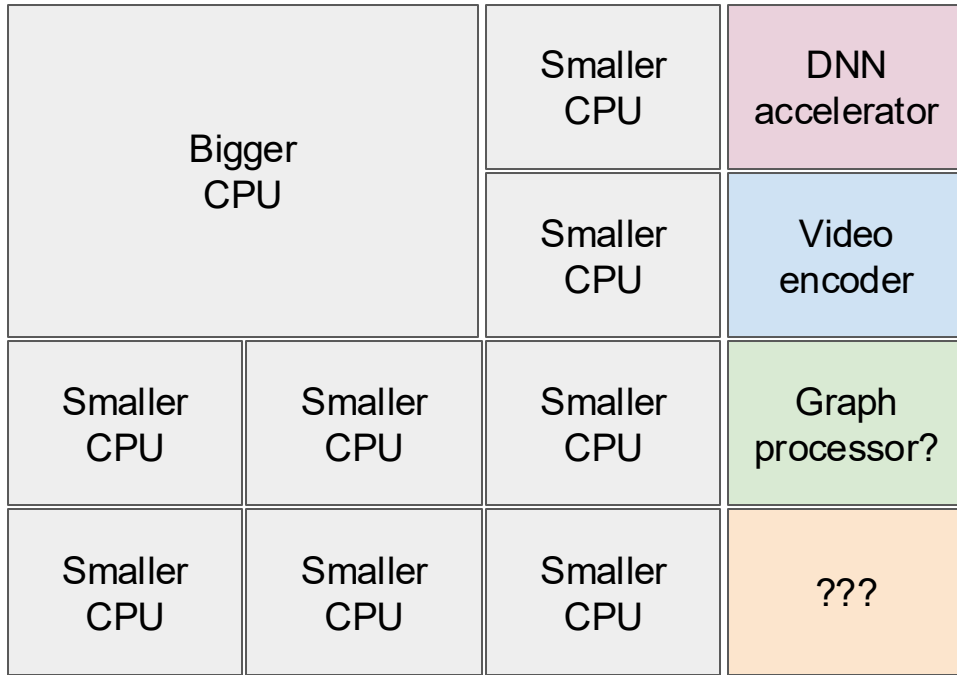 Bigger
CPU
Smaller
CPU
DNN
accelerator
Smaller
CPU
Video
encoder
Smaller
CPU
Smaller
CPU
Smaller
CPU
Graph
processor?
Smaller
CPU
Smaller
CPU
Smaller
CPU
???